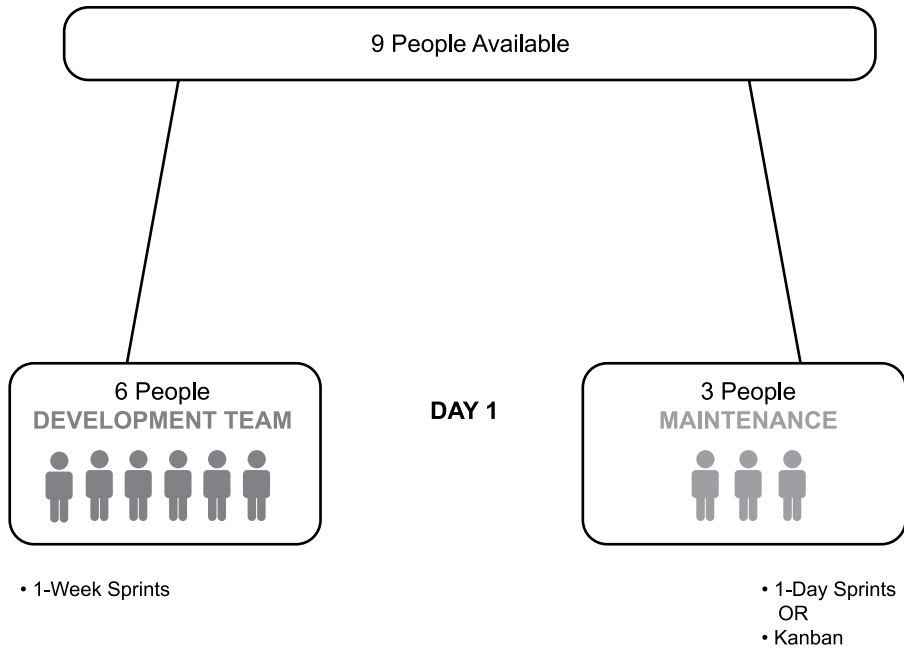 9 People Available
6 People
DEVELOPMENT TEAM
DAY 1
3 People
MAINTENANCE
• 1-Week Sprints
• 1-Day Sprints
OR
• Kanban